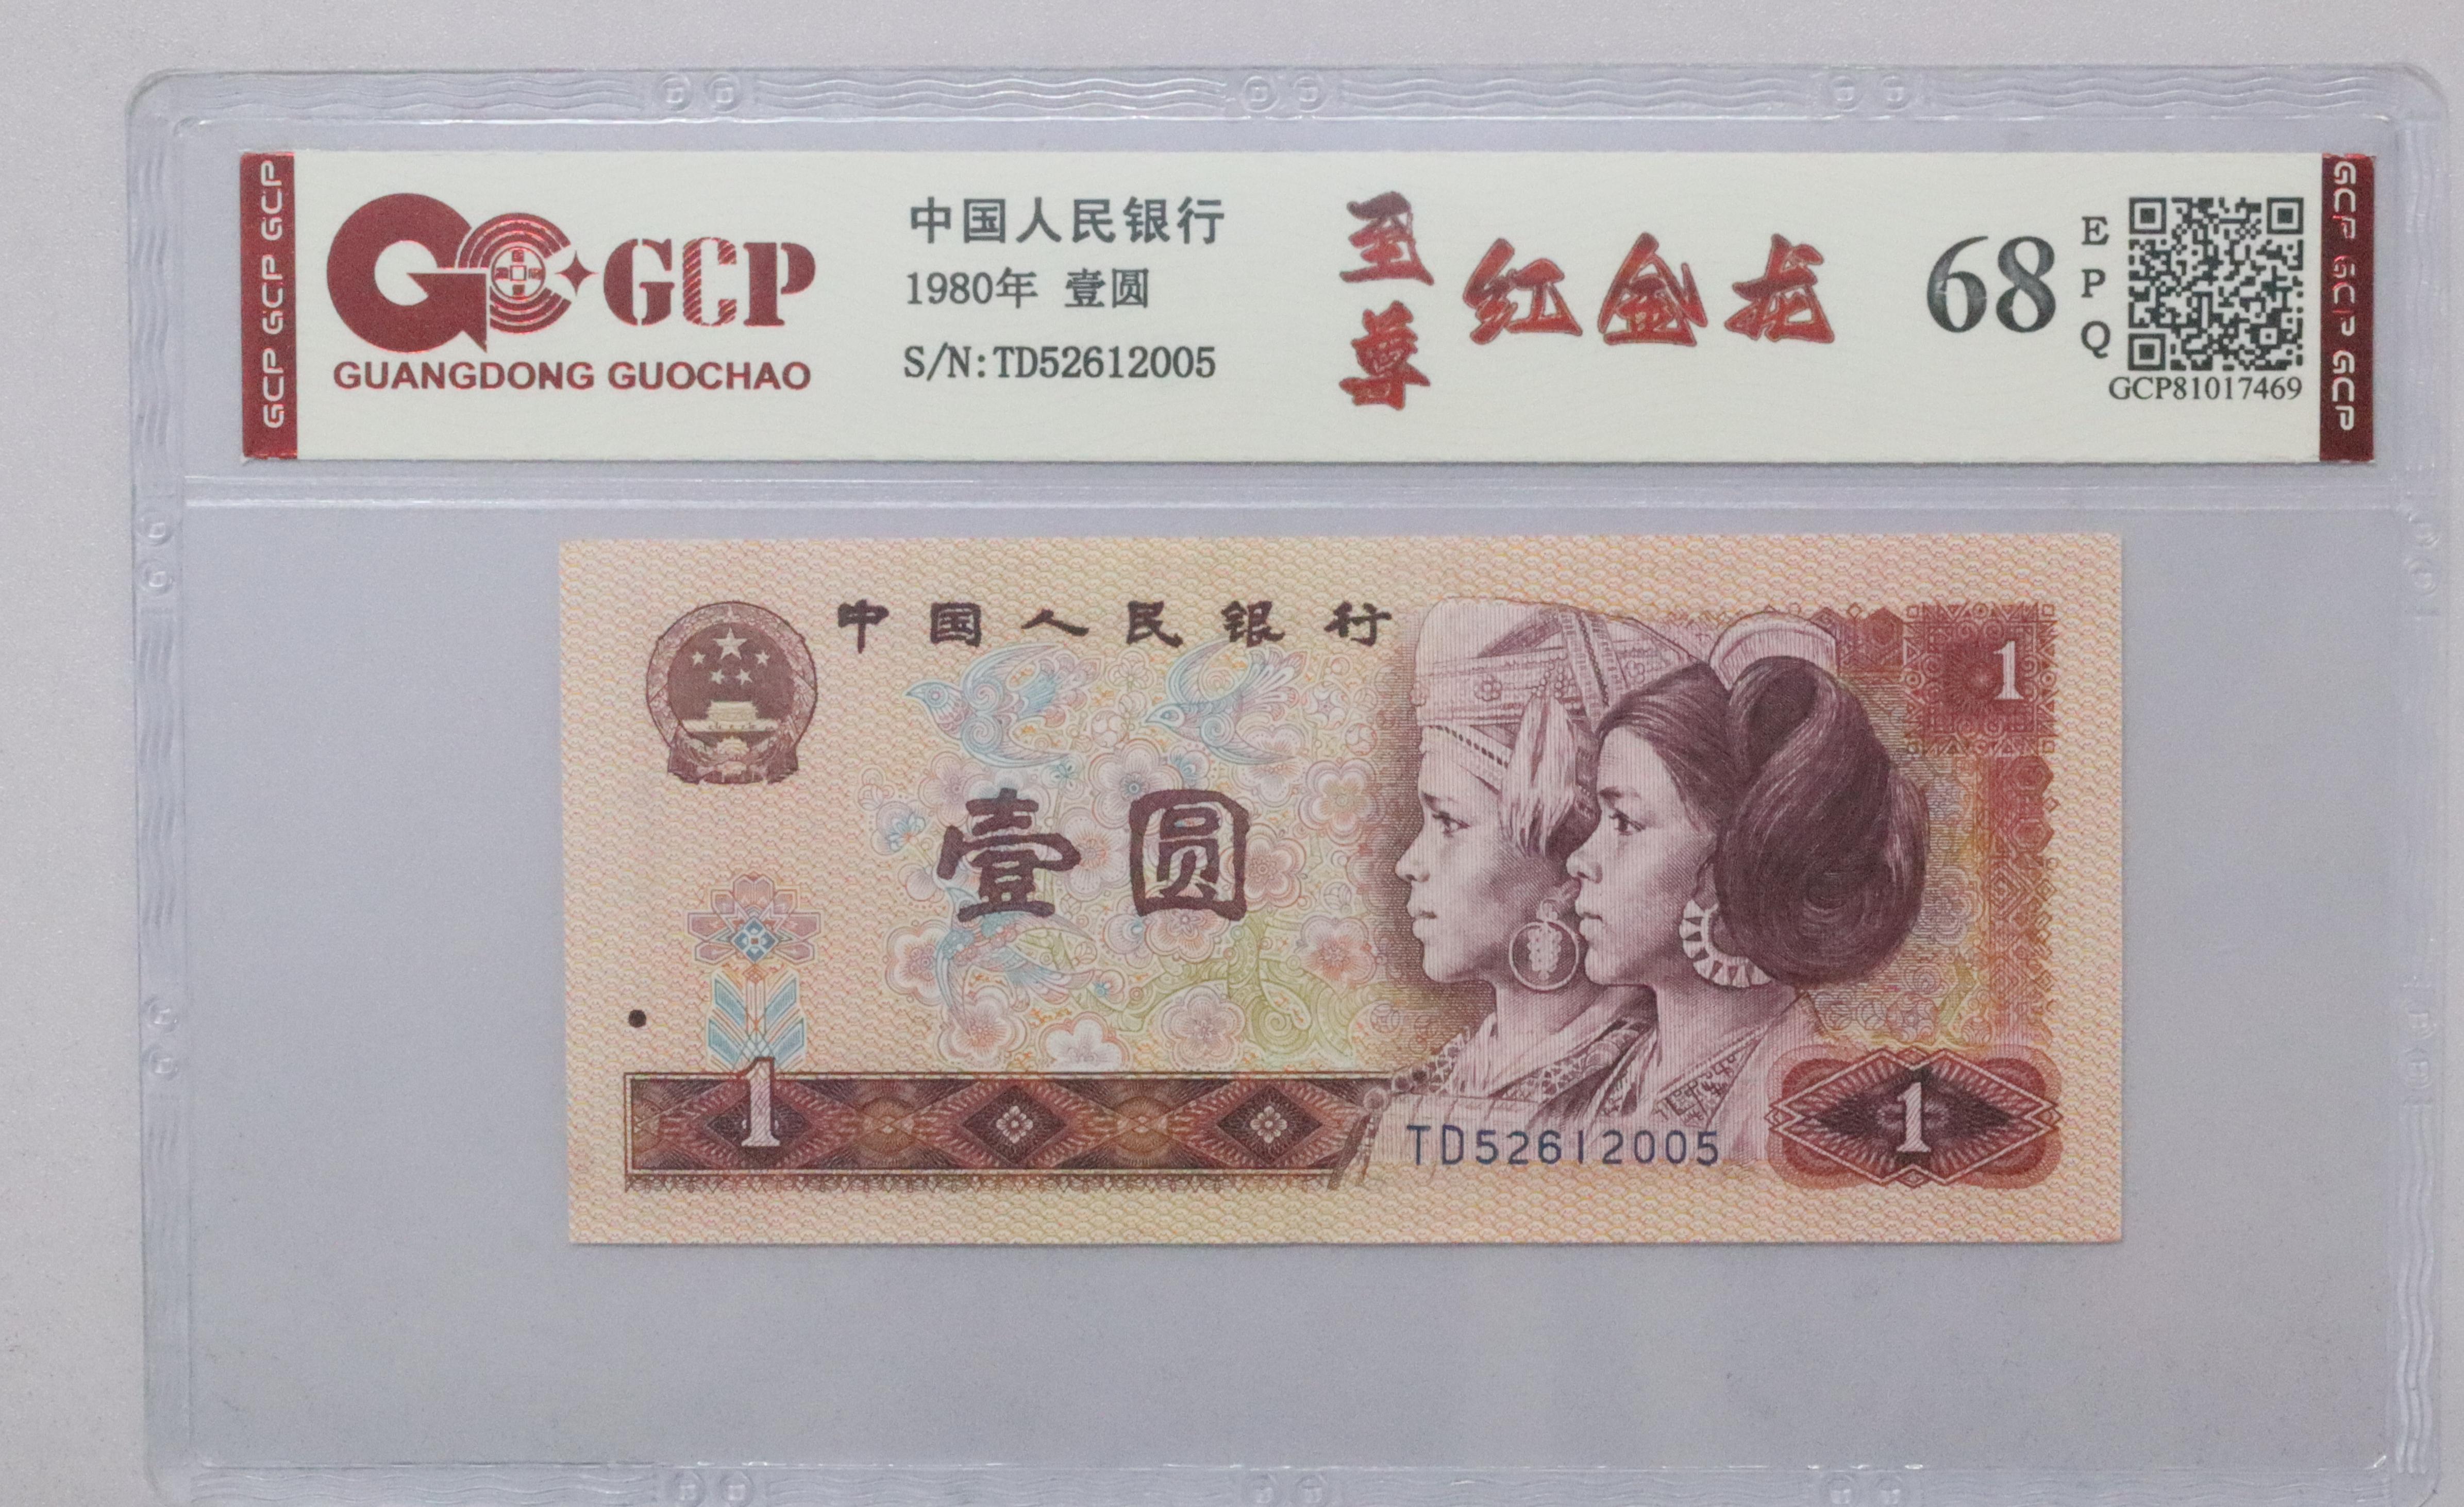 GCP GCP GCP
GCP
GUANGDONG GUOCHAO
中国人民银行
1980年 壹圆
S/N:TD52612005
至尊
红金龙
68
EPQ
GCP81017469
GCP GCP GCP
中国人民银行
1
壹圆
1
TD52612005
1